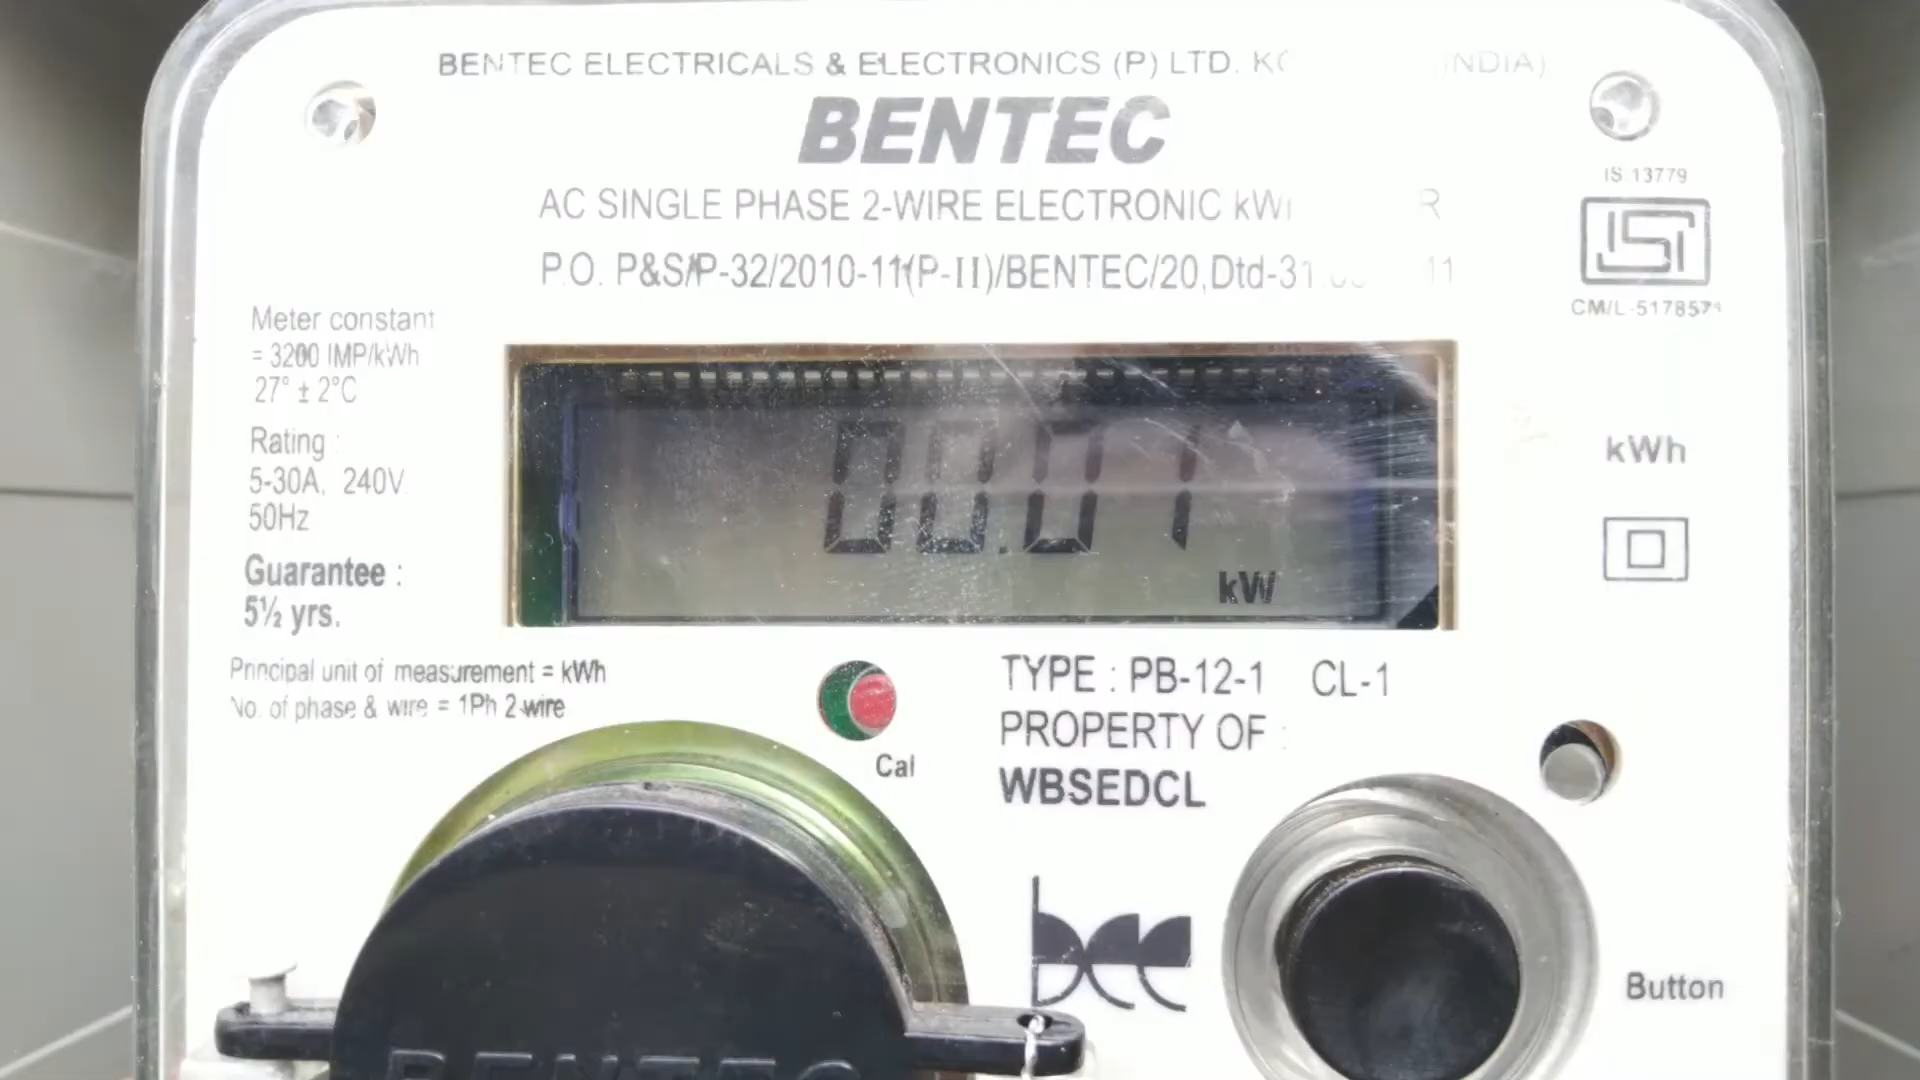 BENTEC ELECTRICALS & ELECTRONICS (P) LTD.
BENTEC
AC SINGLE PHASE 2-WIRE ELECTRONIC
P.O. P&S/P-32/2010-11(P-II)/BENTEC/20,
IS 13779
ISI
Meter constant
= 3200 IMP/kWh
27° ± 2°C
Rating :
5-30A, 240V
50Hz
Guarantee :
5½ yrs.
00.01
kW
kWh
Principal unit of measurement = kWh
No. of phase & wire = 1Ph 2-wire
Cal
TYPE : PB-12-1 CL-1
PROPERTY OF :
WBSEDCL
bee
Button
BENTEC